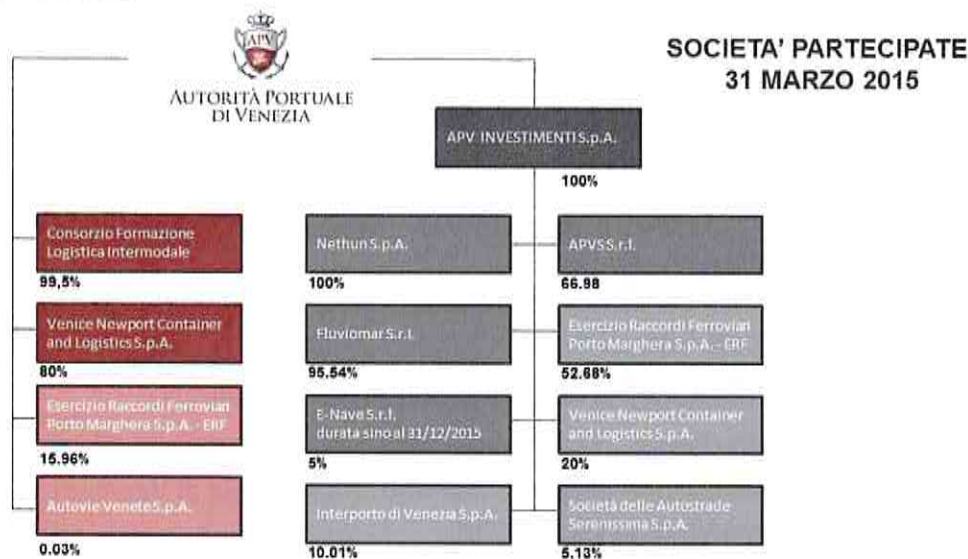 APV
AUTORITÀ PORTUALE
DI VENEZIA
SOCIETA' PARTECIPATE
31 MARZO 2015
APV INVESTIMENTI S.p.A.
100%
Consorzio Formazione
Logistica Intermodale
99,5%
Venice Newport Container
and Logistics S.p.A.
80%
Esercizio Raccordi Ferroviari
Porto Marghera S.p.A. - ERF
15.96%
Autovie Venete S.p.A.
0.03%
Nethun S.p.A.
100%
Fluviomar S.r.l.
95.54%
E-Nave S.r.l.
durata sino al 31/12/2015
5%
Interporto di Venezia S.p.A.
10.01%
APVS S.r.l.
66.98
Esercizio Raccordi Ferroviari
Porto Marghera S.p.A. - ERF
52.68%
Venice Newport Container
and Logistics S.p.A.
20%
Società delle Autostrade
Serenissima S.p.A.
5.13%